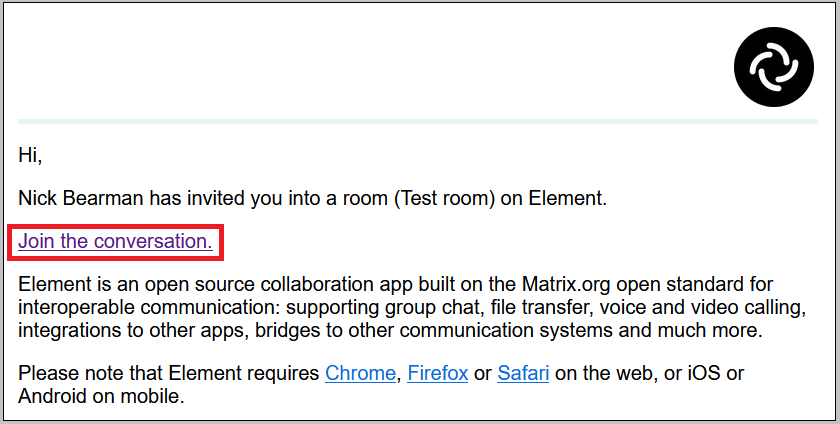 Hi,
Nick Bearman has invited you into a room (Test room) on Element.
Join the conversation.
Element is an open source collaboration app built on the Matrix.org open standard for
interoperable communication: supporting group chat, file transfer, voice and video calling,
integrations to other apps, bridges to other communication systems and much more.
Please note that Element requires Chrome, Firefox or Safari on the web, or iOS or
Android on mobile.